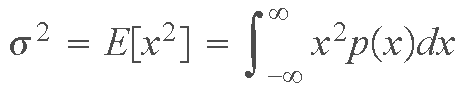 σ² = E[x²] = ∫_{−∞}^{∞} x²p(x)dx